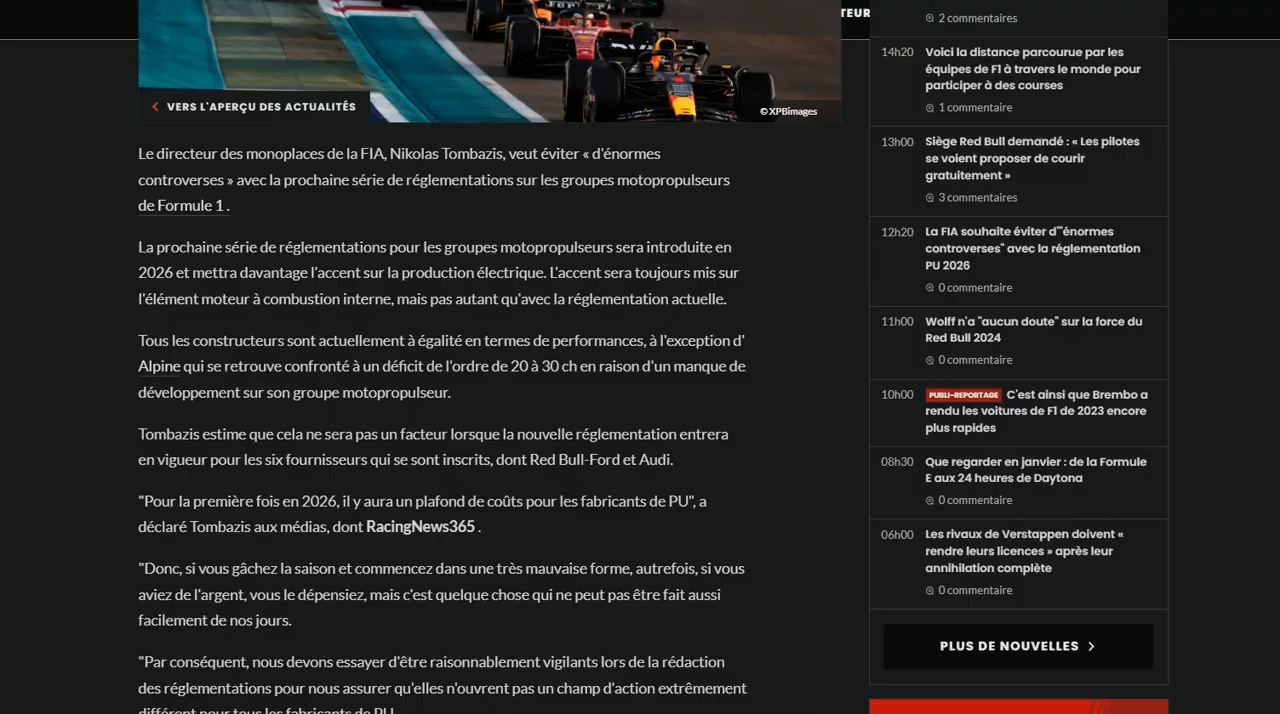 TEUR
VERS L'APERÇU DES ACTUALITÉS
© XPBimages
Le directeur des monoplaces de la FIA, Nikolas Tombazis, veut éviter « d'énormes
controverses » avec la prochaine série de réglementations sur les groupes motopropulseurs
de Formule 1 .
La prochaine série de réglementations pour les groupes motopropulseurs sera introduite en
2026 et mettra davantage l'accent sur la production électrique. L'accent sera toujours mis sur
l'élément moteur à combustion interne, mais pas autant qu'avec la réglementation actuelle.
Tous les constructeurs sont actuellement à égalité en termes de performances, à l'exception d'
Alpine qui se retrouve confronté à un déficit de l'ordre de 20 à 30 ch en raison d'un manque de
développement sur son groupe motopropulseur.
Tombazis estime que cela ne sera pas un facteur lorsque la nouvelle réglementation entrera
en vigueur pour les six fournisseurs qui se sont inscrits, dont Red Bull-Ford et Audi.
"Pour la première fois en 2026, il y aura un plafond de coûts pour les fabricants de PU", a
déclaré Tombazis aux médias, dont RacingNews365 .
"Donc, si vous gâchez la saison et commencez dans une très mauvaise forme, autrefois, si vous
aviez de l'argent, vous le dépensiez, mais c'est quelque chose qui ne peut pas être fait aussi
facilement de nos jours.
"Par conséquent, nous devons essayer d'être raisonnablement vigilants lors de la rédaction
des réglementations pour nous assurer qu'elles n'ouvrent pas un champ d'action extrêmement
différent pour tous les fabricants de PU.
2 commentaires
14h20 Voici la distance parcourue par les
équipes de F1 à travers le monde pour
participer à des courses
1 commentaire
13h00 Siège Red Bull demandé : « Les pilotes
se voient proposer de courir
gratuitement »
3 commentaires
12h20 La FIA souhaite éviter d'"énormes
controverses" avec la réglementation
PU 2026
0 commentaire
11h00 Wolff n'a "aucun doute" sur la force du
Red Bull 2024
0 commentaire
10h00 PUBLI-REPORTAGE C'est ainsi que Brembo a
rendu les voitures de F1 de 2023 encore
plus rapides
08h30 Que regarder en janvier : de la Formule
E aux 24 heures de Daytona
0 commentaire
06h00 Les rivaux de Verstappen doivent «
rendre leurs licences » après leur
annihilation complète
0 commentaire
PLUS DE NOUVELLES